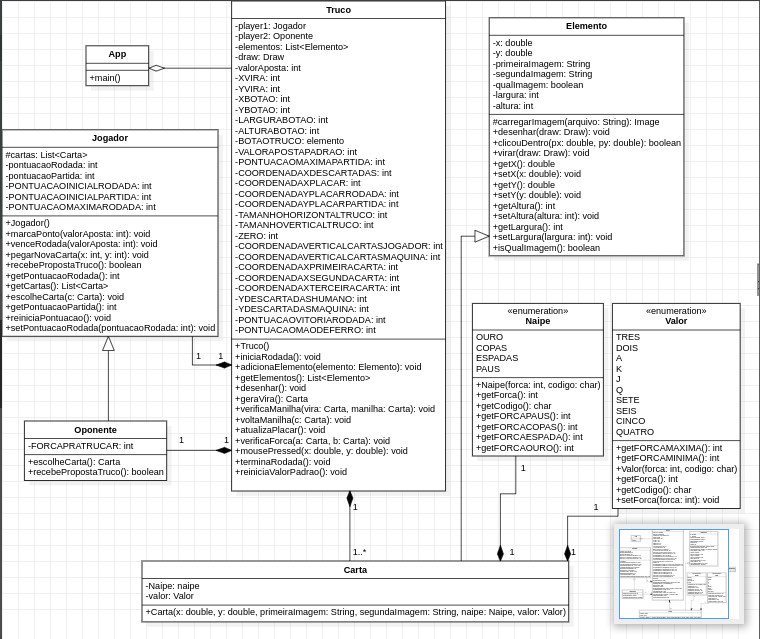 App
+main()
Jogador
#cartas: List<Carta>
-pontuacaoRodada: int
-pontuacaoPartida: int
-PONTUACAOINICIALRODADA: int
-PONTUACAOINICIALPARTIDA: int
-PONTUACAOMAXIMARODADA: int
+Jogador()
+marcaPonto(valorAposta: int): void
+venceRodada(valorAposta: int): void
+pegarNovaCarta(x: int, y: int): void
+recebePropostaTruco(): boolean
+getPontuacaoRodada(): int
+getCartas(): List<Carta>
+escolheCarta(c: Carta): void
+getPontuacaoPartida(): int
+reiniciPontuacao(): void
+setPontuacaoRodada(pontuacaoRodada: int): void
1
1
Oponente
-FORCAPRATRUCAR: int
+escolheCarta(): Carta
+recebePropostaTruco(): boolean
1
1
Truco
-player1: Jogador
-player2: Oponente
-elementos: List<Elemento>
-draw: Draw
-valorAposta: int
-XVIRA: int
-YVIRA: int
-XBOTAO: int
-YBOTAO: int
-LARGURABOTAO: int
-ALTURABOTAO: int
-BOTAOTRUCO: elemento
-VALORAPOSTAPADRAO: int
-PONTUACAOMAXIMAPARTIDA: int
-COORDENADAXDESCARTADAS: int
-COORDENADAXPLACAR: int
-COORDENADAYPLACARRODADA: int
-COORDENADAYPLACARPARTIDA: int
-TAMANHOHORIZONTALTRUCO: int
-TAMANHOVERTICALTRUCO: int
-ZERO: int
-COORDENADAVERTICALCARTASJOGADOR: int
-COORDENADAVERTICALCARTASMAQUINA: int
-COORDENADAXPRIMEIRACARTA: int
-COORDENADAXSEGUNDACARTA: int
-COORDENADAXTERCEIRACARTA: int
-YDESCARTADASHUMANO: int
-YDESCARTADASMAQUINA: int
-PONTUACAOVITORIARODADA: int
-PONTUACAOMAODEFERRO: int
+Truco()
+iniciaRodada(): void
+adicionaElemento(elemento: Elemento): void
+getElementos(): List<Elemento>
+desenhar(): void
+geraVira(): Carta
+verificaManilha(vira: Carta, manilha: Carta): void
+voltaManilha(c: Carta): void
+atualizaPlacar(): void
+verificaForca(a: Carta, b: Carta): void
+mousePressed(x: double, y: double): void
+terminaRodada(): void
+reiniciaValorPadrao(): void
1
1..*
Elemento
-x: double
-y: double
-primeiraImagem: String
-segundaImagem: String
-qualImagem: boolean
-largura: int
-altura: int
#carregarImagem(arquivo: String): Image
+desenhar(draw: Draw): void
+clicouDentro(px: double, py: double): boolean
+virar(draw: Draw): void
+getX(): double
+setX(x: double): void
+getY(): double
+setY(y: double): void
+getAltura(): int
+setAltura(altura: int): void
+getLargura(): int
+setLargura(largura: int): void
+isQualImagem(): boolean
«enumeration»
Naipe
OURO
COPAS
ESPADAS
PAUS
+Naipe(forca: int, codigo: char)
+getForca(): int
+getCodigo(): char
+getFORCAPAUS(): int
+getFORCACOPAS(): int
+getFORCAESPADA(): int
+getFORCAOURO(): int
1
1
«enumeration»
Valor
TRES
DOIS
A
K
J
Q
SETE
SEIS
CINCO
QUATRO
+getFORCAMAXIMA(): int
+getFORCAMINIMA(): int
+Valor(forca: int, codigo: char)
+getForca(): int
+getCodigo(): char
+setForca(forca: int): void
1
1
Carta
-Naipe: naipe
-valor: Valor
+Carta(x: double, y: double, primeiraImagem: String, segundaImagem: String, naipe: Naipe, valor: Valor)